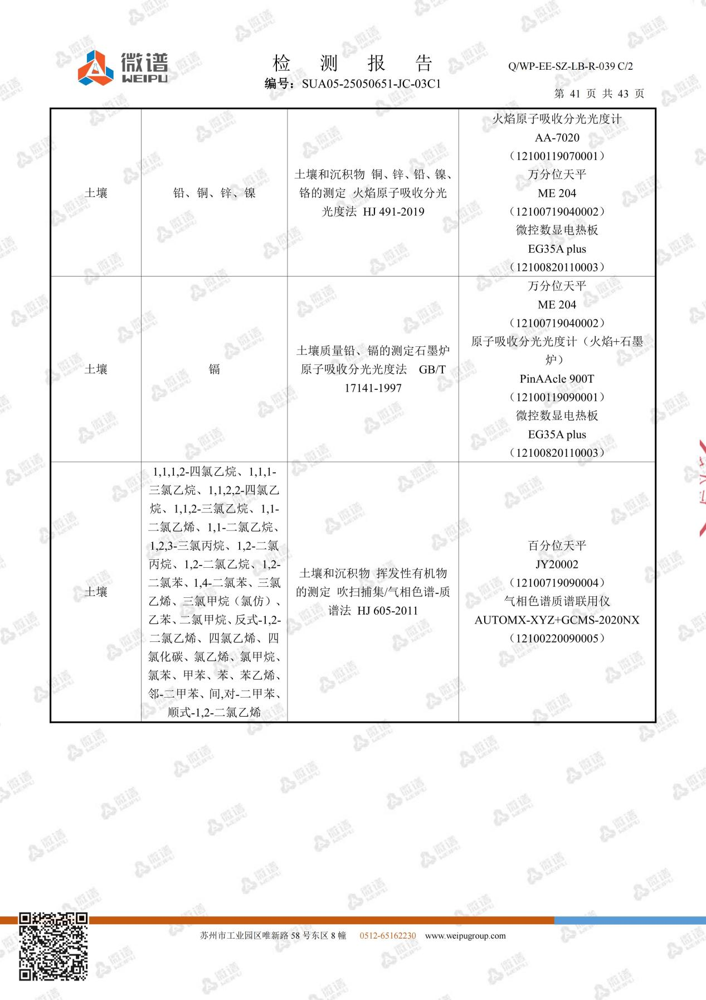 微谱
WEIPU
检 测 报 告
编号：SUA05-25050651-JC-03C1
Q/WP-EE-SZ-LB-R-039 C/2
第 41 页 共 43 页
土壤
铅、铜、锌、镍
土壤和沉积物 铜、锌、铅、镍、
铬的测定 火焰原子吸收分光
光度法 HJ 491-2019
火焰原子吸收分光光度计
AA-7020
（12100119070001）
万分位天平
ME 204
（12100719040002）
微控数显电热板
EG35A plus
（12100820110003）
土壤
镉
土壤质量铅、镉的测定石墨炉
原子吸收分光光度法 GB/T
17141-1997
万分位天平
ME 204
（12100719040002）
原子吸收分光光度计（火焰+石墨
炉）
PinAAcle 900T
（12100119090001）
微控数显电热板
EG35A plus
（12100820110003）
土壤
1,1,1,2-四氯乙烷、1,1,1-
三氯乙烷、1,1,2,2-四氯乙
烷、1,1,2-三氯乙烷、1,1-
二氯乙烯、1,1-二氯乙烷、
1,2,3-三氯丙烷、1,2-二氯
丙烷、1,2-二氯乙烷、1,2-
二氯苯、1,4-二氯苯、三氯
乙烯、三氯甲烷（氯仿）、
乙苯、二氯甲烷、反式-1,2-
二氯乙烯、四氯乙烯、四
氯化碳、氯乙烯、氯甲烷、
氯苯、甲苯、苯、苯乙烯、
邻-二甲苯、间,对-二甲苯、
顺式-1,2-二氯乙烯
土壤和沉积物 挥发性有机物
的测定 吹扫捕集/气相色谱-质
谱法 HJ 605-2011
百分位天平
JY20002
（12100719090004）
气相色谱质谱联用仪
AUTOMX-XYZ+GCMS-2020NX
（12100220090005）
苏州市工业园区唯新路 58 号东区 8 幢 0512-65162230 www.weipugroup.com